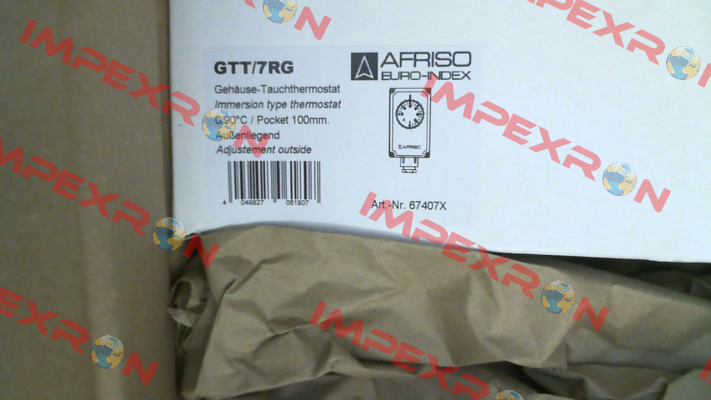 GTT/7RG
AFRISO
EURO-INDEX
Gehäuse-Tauchthermostat
Immersion type thermostat
0.90°C / Pocket 100mm.
Außenliegend
Adjustement outside
AFRISO
4 049827 061807
Art.-Nr. 67407X
IMPEXRON
IMPEXRON
IMPEXRON
IMPEXRON
IMPEXRON
IMPEXRON
IMPEXRON
IMPEXRON